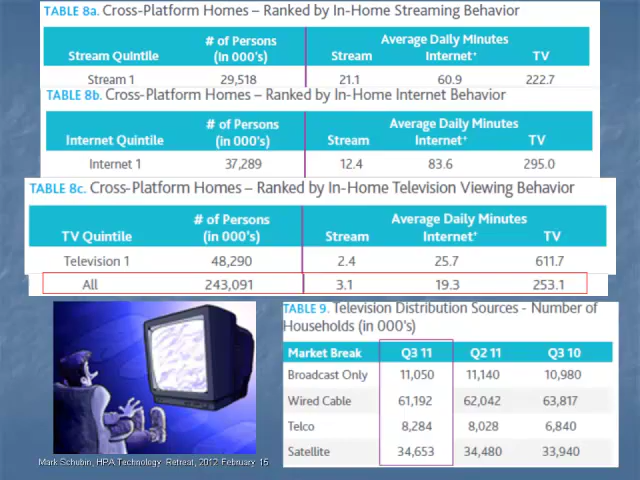 TABLE 8a. Cross-Platform Homes – Ranked by In-Home Streaming Behavior
# of Persons Average Daily Minutes
Stream Quintile (in 000's) Stream Internet⁺ TV
Stream 1 29,518 21.1 60.9 222.7
TABLE 8b. Cross-Platform Homes – Ranked by In-Home Internet Behavior
# of Persons Average Daily Minutes
Internet Quintile (in 000's) Stream Internet⁺ TV
Internet 1 37,289 12.4 83.6 295.0
TABLE 8c. Cross-Platform Homes – Ranked by In-Home Television Viewing Behavior
# of Persons Average Daily Minutes
TV Quintile (in 000's) Stream Internet⁺ TV
Television 1 48,290 2.4 25.7 611.7
All 243,091 3.1 19.3 253.1
TABLE 9. Television Distribution Sources - Number of
Households (in 000's)
Market Break Q3 11 Q2 11 Q3 10
Broadcast Only 11,050 11,140 10,980
Wired Cable 61,192 62,042 63,817
Telco 8,284 8,028 6,840
Satellite 34,653 34,480 33,940
Mark Schubin, HPA Technology Retreat, 2012 February 15